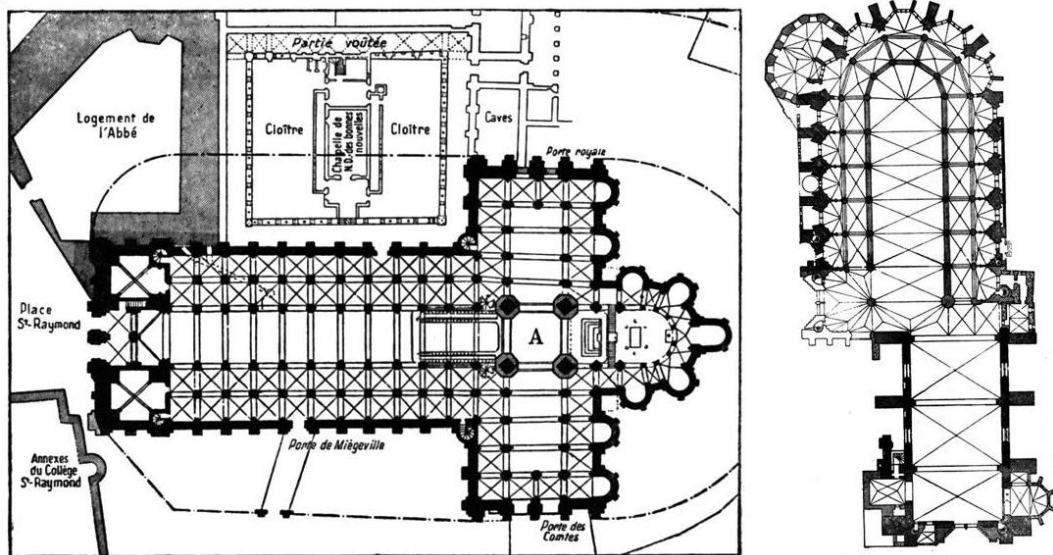 Partie voûtée
Logement de
l'Abbé
Cloître
Chapelle de
N.D. des bonnes
nouvelles
Cloître
Caves
Porte royale
Place
St-Raymond
A
Porte de Miègeville
Annexes
du Collège
St-Raymond
Porte des
Comtes